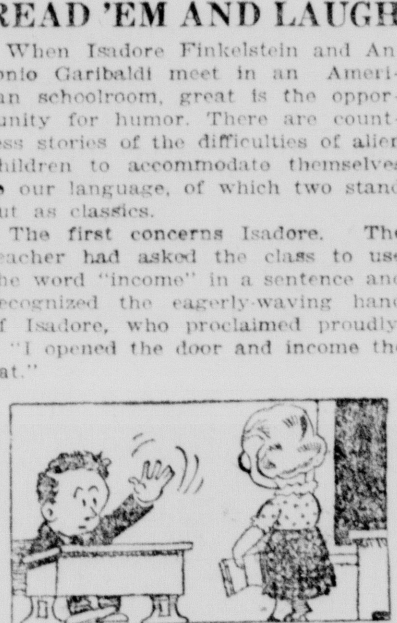 READ 'EM AND LAUGH
When Isadore Finkelstein and An-
onio Garibaldi meet in an Ameri-
an schoolroom, great is the oppor-
unity for humor. There are count-
ess stories of the difficulties of alien
hildren to accommodate themselves
o our language, of which two stand
ut as classics.
The first concerns Isadore. The
eacher had asked the class to use
he word "income" in a sentence and
ecognized the eagerly-waving hand
f Isadore, who proclaimed proudly
"I opened the door and income the
at."